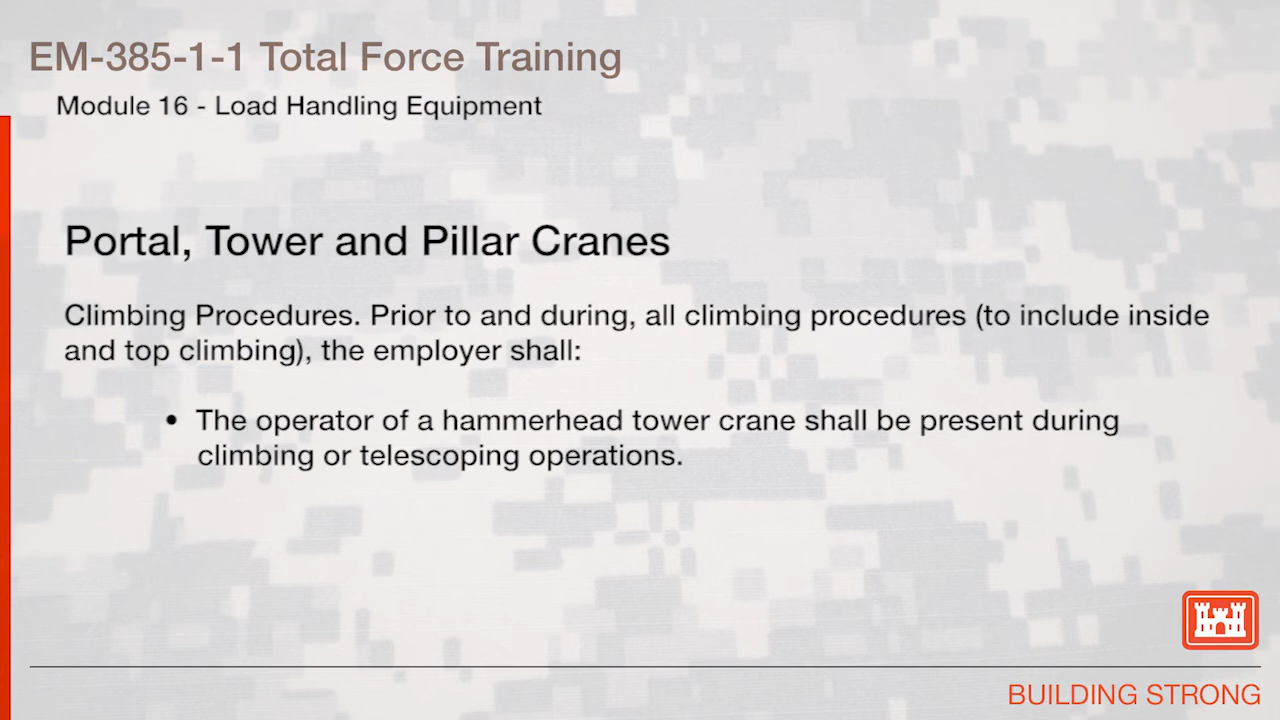 EM-385-1-1 Total Force Training
Module 16 - Load Handling Equipment
Portal, Tower and Pillar Cranes
Climbing Procedures. Prior to and during, all climbing procedures (to include inside
and top climbing), the employer shall:
• The operator of a hammerhead tower crane shall be present during
climbing or telescoping operations.
BUILDING STRONG